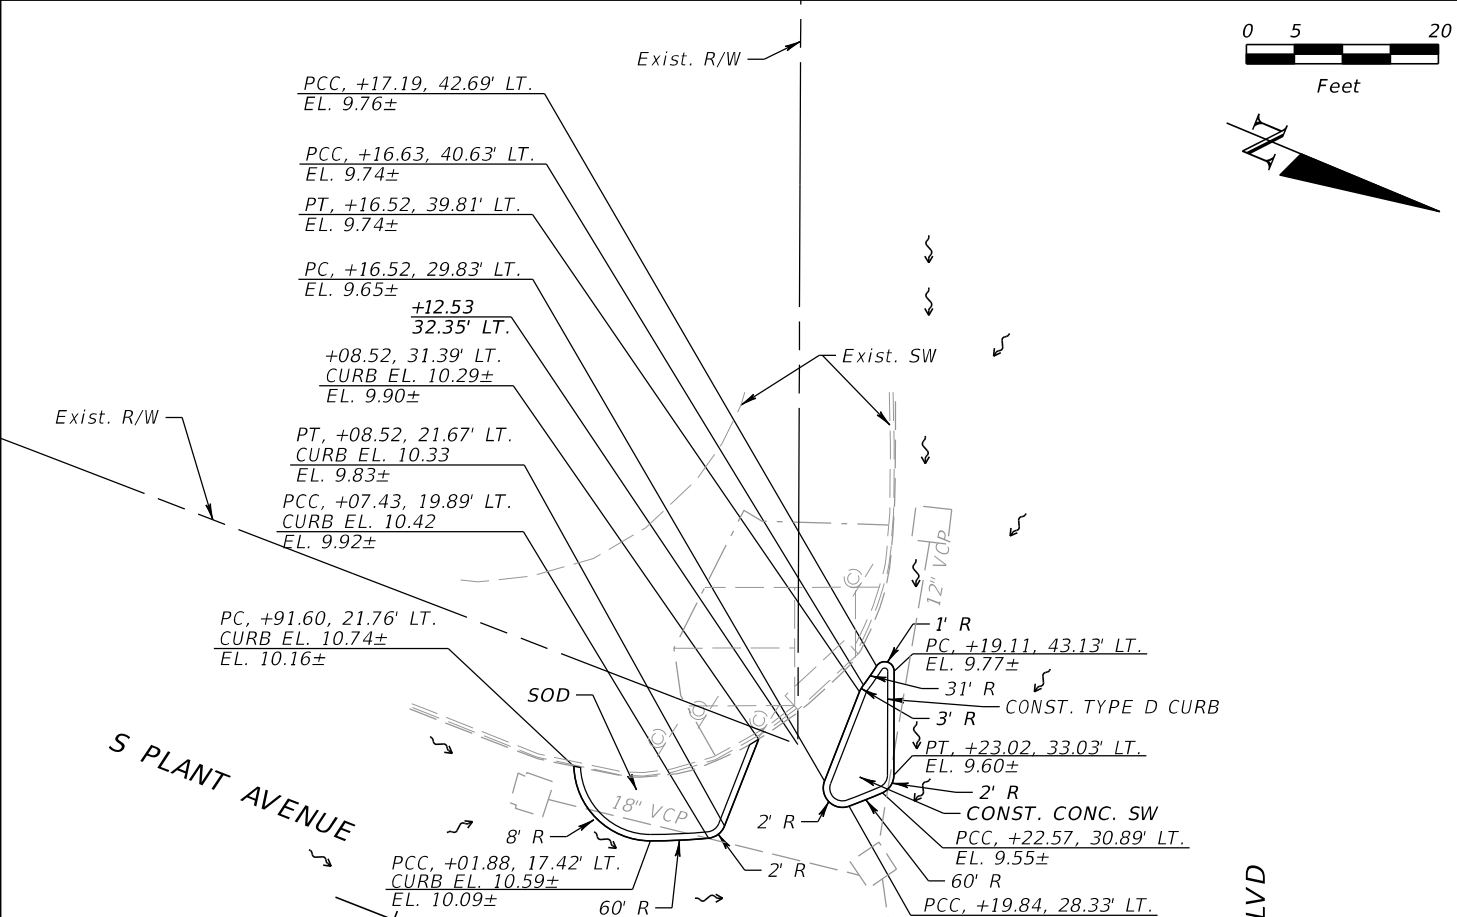 Exist. R/W
0 5 20
Feet
N
PCC, +17.19, 42.69' LT.
EL. 9.76±
PCC, +16.63, 40.63' LT.
EL. 9.74±
PT, +16.52, 39.81' LT.
EL. 9.74±
PC, +16.52, 29.83' LT.
EL. 9.65±
+12.53
32.35' LT.
+08.52, 31.39' LT.
CURB EL. 10.29±
EL. 9.90±
Exist. SW
Exist. R/W
PT, +08.52, 21.67' LT.
CURB EL. 10.33
EL. 9.83±
PCC, +07.43, 19.89' LT.
CURB EL. 10.42
EL. 9.92±
12" VCP
PC, +91.60, 21.76' LT.
CURB EL. 10.74±
EL. 10.16±
1' R
PC, +19.11, 43.13' LT.
EL. 9.77±
31' R
SOD
CONST. TYPE D CURB
3' R
PT, +23.02, 33.03' LT.
EL. 9.60±
S PLANT AVENUE
18" VCP
2' R
CONST. CONC. SW
2' R
8' R
PCC, +22.57, 30.89' LT.
EL. 9.55±
PCC, +01.88, 17.42' LT.
CURB EL. 10.59±
EL. 10.09±
2' R
60' R
60' R
PCC, +19.84, 28.33' LT.
LVD